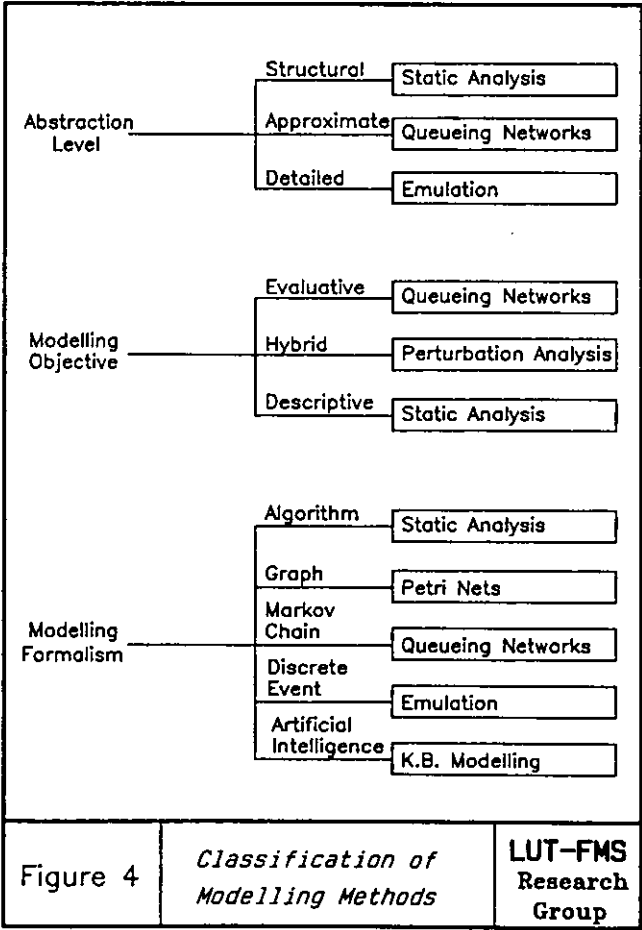 Structural
Static Analysis
Abstraction
Level
Approximate
Queueing Networks
Detailed
Emulation
Evaluative
Queueing Networks
Modelling
Objective
Hybrid
Perturbation Analysis
Descriptive
Static Analysis
Algorithm
Static Analysis
Graph
Petri Nets
Modelling
Formalism
Markov
Chain
Queueing Networks
Discrete
Event
Emulation
Artificial
Intelligence
K.B. Modelling
Figure 4
Classification of
Modelling Methods
LUT-FMS
Research
Group